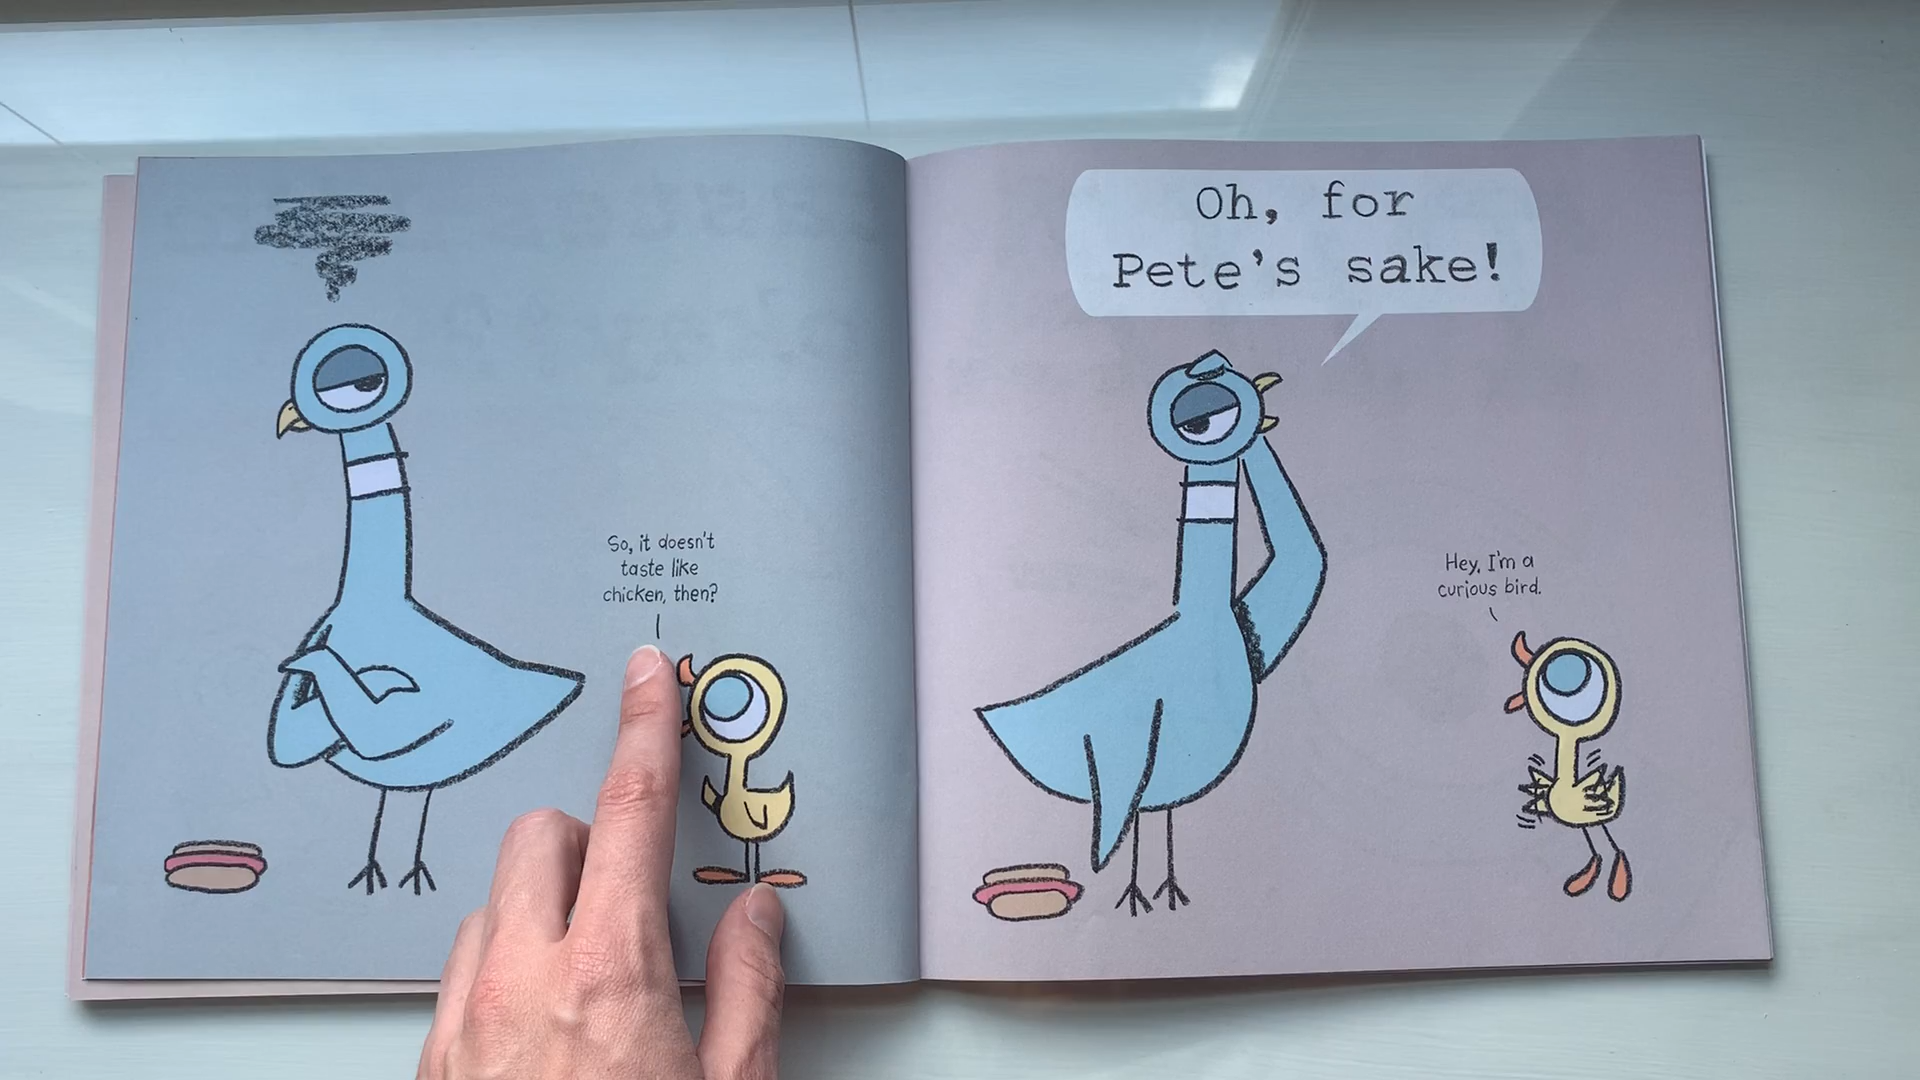 So, it doesn't
taste like
chicken, then?
Oh, for
Pete's sake!
Hey, I'm a
curious bird.